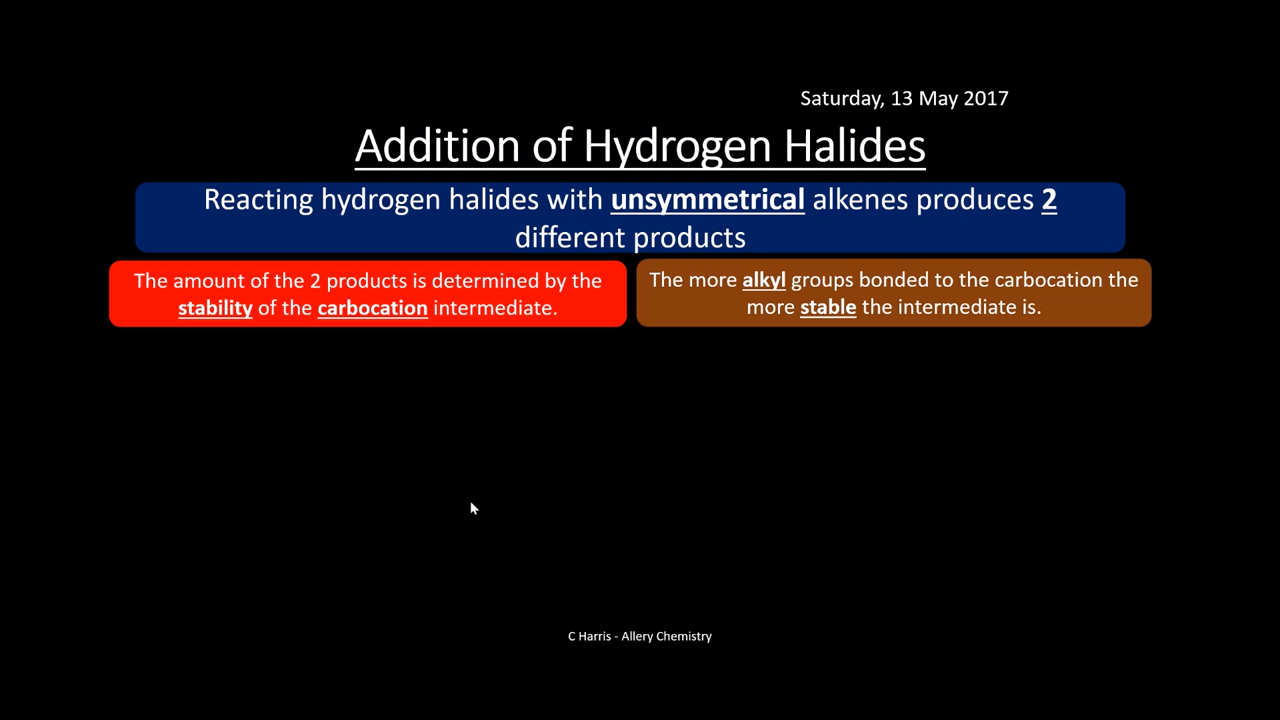 Saturday, 13 May 2017
Addition of Hydrogen Halides
Reacting hydrogen halides with unsymmetrical alkenes produces 2
different products
The amount of the 2 products is determined by the
stability of the carbocation intermediate.
The more alkyl groups bonded to the carbocation the
more stable the intermediate is.
C Harris - Allery Chemistry